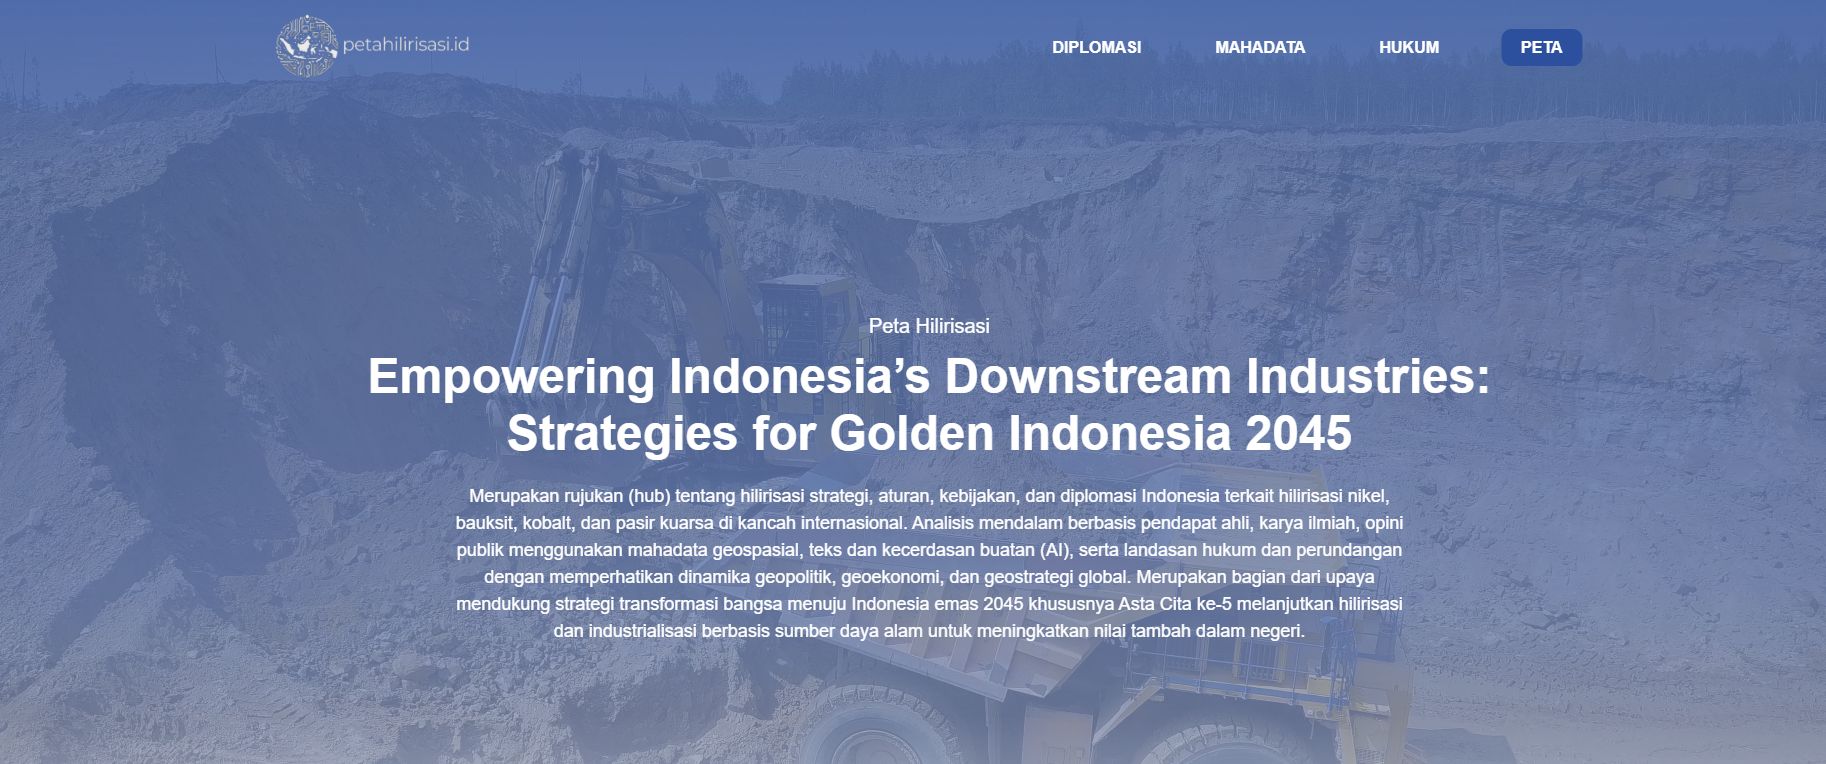 petahilirisasi.id
DIPLOMASI MAHADATA HUKUM PETA
Peta Hilirisasi
Empowering Indonesia’s Downstream Industries:
Strategies for Golden Indonesia 2045
Merupakan rujukan (hub) tentang hilirisasi strategi, aturan, kebijakan, dan diplomasi Indonesia terkait hilirisasi nikel,
bauksit, kobalt, dan pasir kuarsa di kancah internasional. Analisis mendalam berbasis pendapat ahli, karya ilmiah, opini
publik menggunakan mahadata geospasial, teks dan kecerdasan buatan (AI), serta landasan hukum dan perundangan
dengan memperhatikan dinamika geopolitik, geoekonomi, dan geostrategi global. Merupakan bagian dari upaya
mendukung strategi transformasi bangsa menuju Indonesia emas 2045 khususnya Asta Cita ke-5 melanjutkan hilirisasi
dan industrialisasi berbasis sumber daya alam untuk meningkatkan nilai tambah dalam negeri.